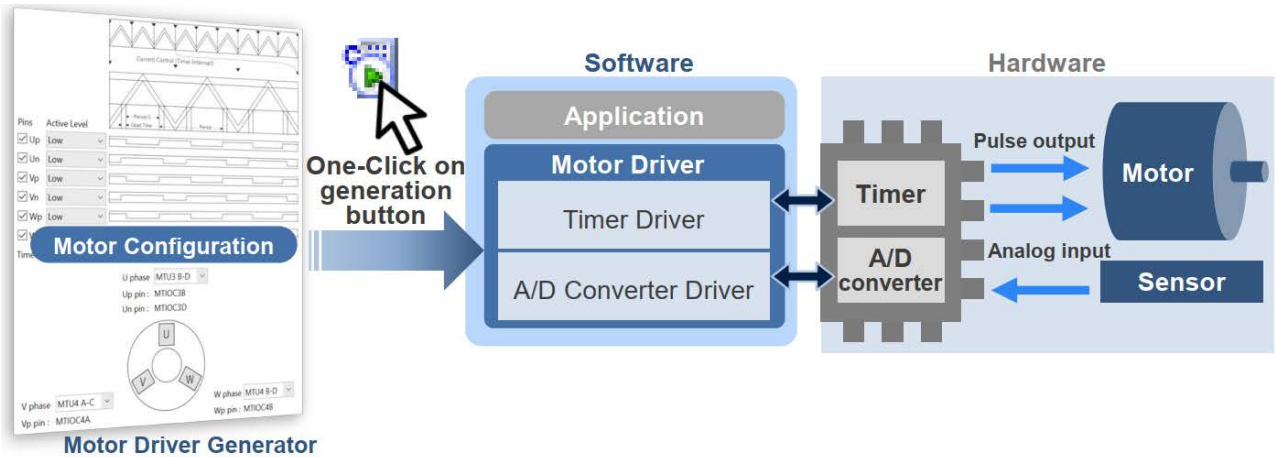 Current Control (Timer Interrupt)
Period/2
Dead Time
Period
Pins Active Level
Up Low
Un Low
Vp Low
Vn Low
Wp Low
Motor Configuration
U phase MTU3 B-D
Up pin : MTIOC3B
Un pin : MTIOC3D
U
V
W
V phase MTU4 A-C
Vp pin : MTIOC4A
W phase MTU4 B-D
Wp pin : MTIOC4B
Motor Driver Generator
One-Click on
generation
button
Software
Application
Motor Driver
Timer Driver
A/D Converter Driver
Hardware
Timer
A/D
converter
Pulse output
Analog input
Motor
Sensor